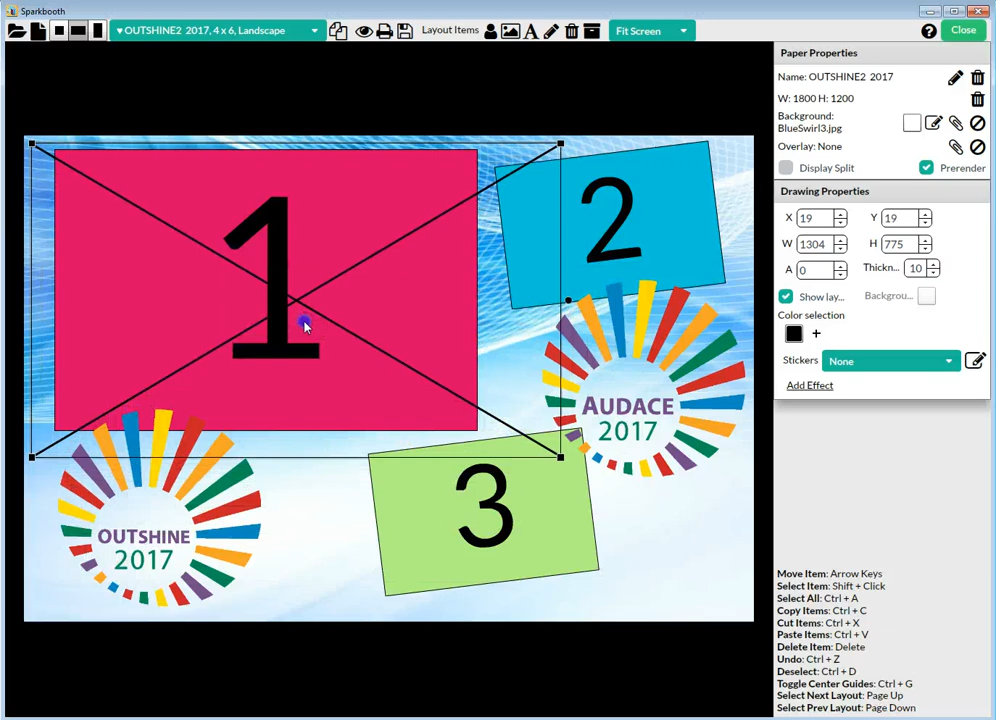 Sparkbooth
♥OUTSHINE2 2017, 4 x 6, Landscape
Layout Items
Fit Screen
Close
Paper Properties
Name: OUTSHINE2 2017
W: 1800 H: 1200
Background:
BlueSwirl3.jpg
Overlay: None
Display Split
Prerender
Drawing Properties
X 19
Y 19
W 1304
H 775
A 0
Thickn... 10
Show lay...
Backgrou...
Color selection
+
Stickers None
Add Effect
1
2
3
AUDACE
2017
OUTSHINE
2017
Move Item: Arrow Keys
Select Item: Shift + Click
Select All: Ctrl + A
Copy Items: Ctrl + C
Cut Items: Ctrl + X
Paste Items: Ctrl + V
Delete Item: Delete
Undo: Ctrl + Z
Deselect: Ctrl + D
Toggle Center Guides: Ctrl + G
Select Next Layout: Page Up
Select Prev Layout: Page Down